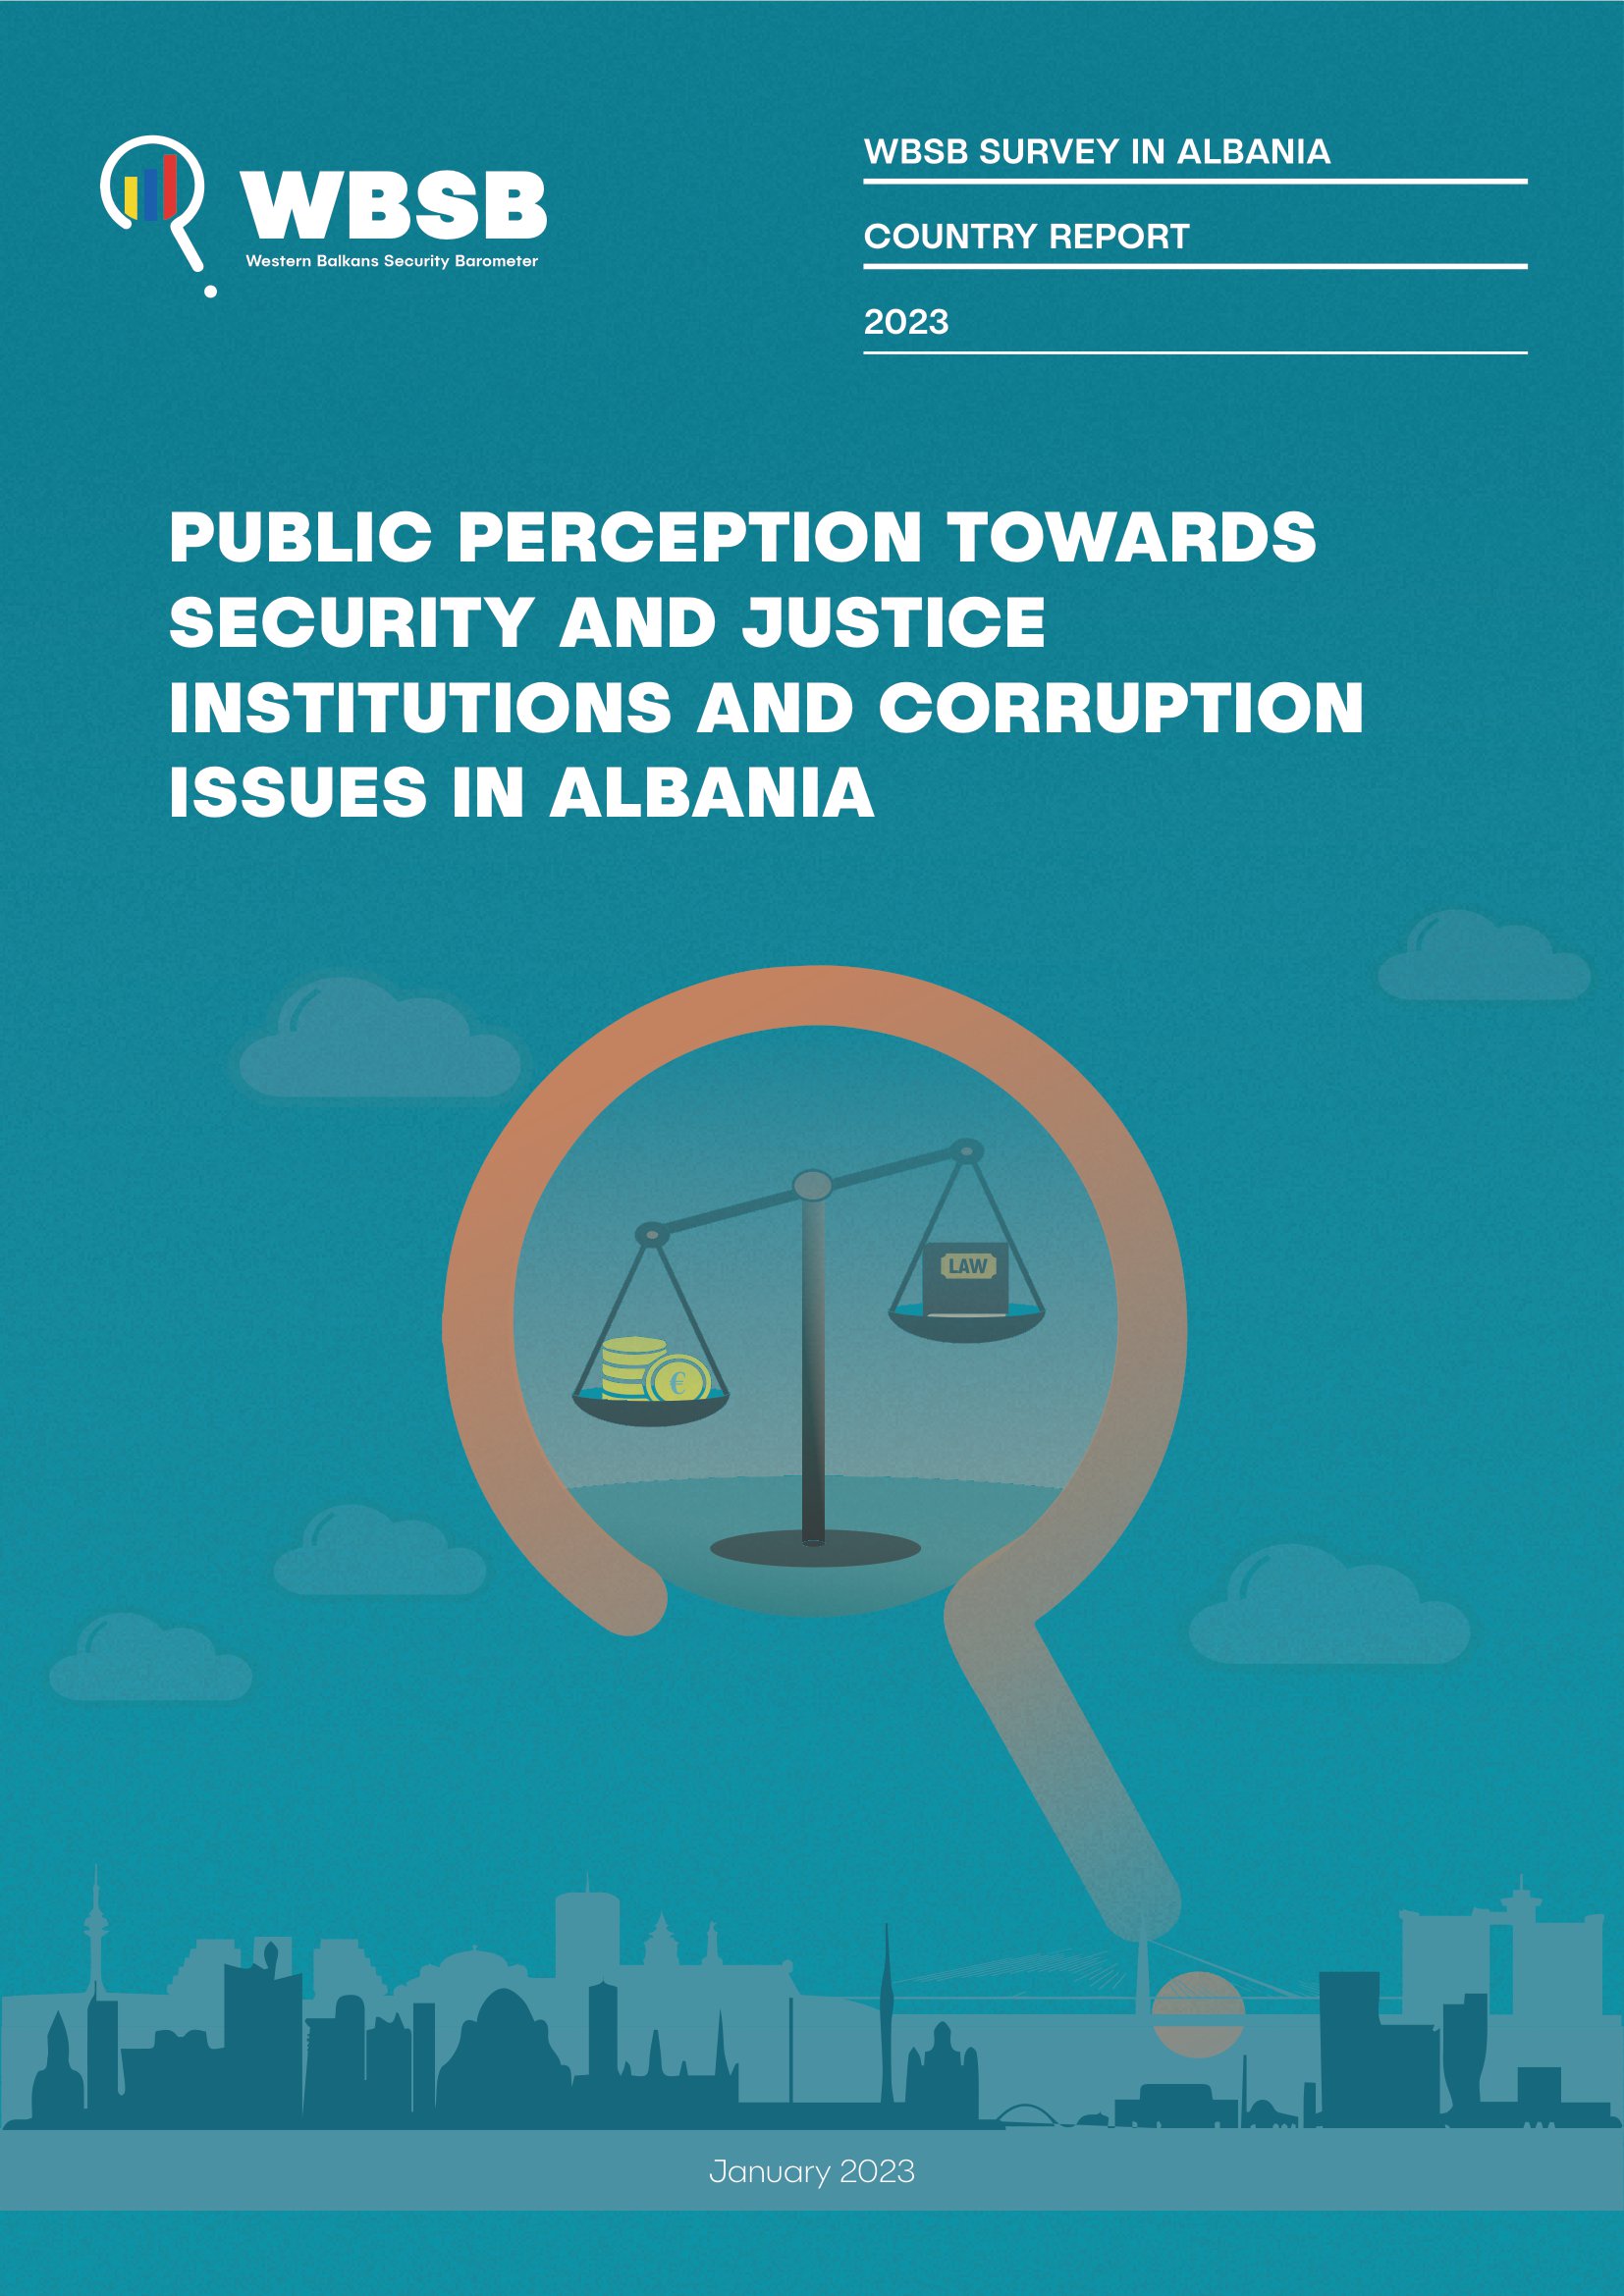 WBSB
Western Balkans Security Barometer
WBSB SURVEY IN ALBANIA
COUNTRY REPORT
2023
PUBLIC PERCEPTION TOWARDS
SECURITY AND JUSTICE
INSTITUTIONS AND CORRUPTION
ISSUES IN ALBANIA
LAW
€
January 2023